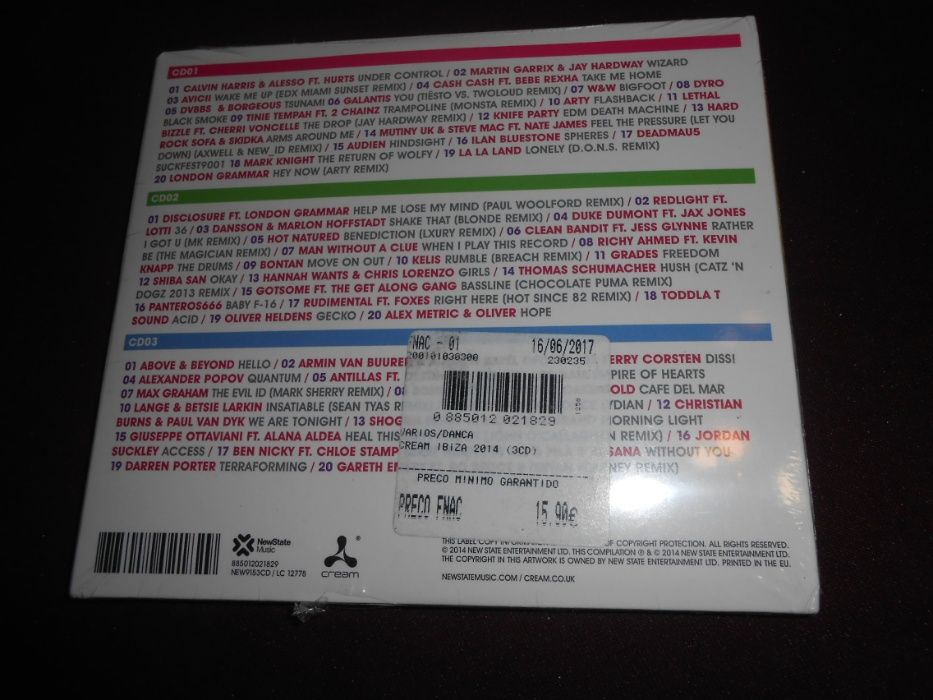 CD01
01 CALVIN HARRIS & ALESSO FT. HURTS UNDER CONTROL / 02 MARTIN GARRIX & JAY HARDWAY WIZARD
03 AVICII WAKE ME UP (EDX MIAMI SUNSET REMIX) / 04 CASH CASH FT. BEBE REXHA TAKE ME HOME
05 DVBBS & BORGEOUS TSUNAMI 06 GALANTIS YOU (TIËSTO VS. TWOLOUD REMIX) / 07 W&W BIGFOOT / 08 DYRO
BLACK SMOKE 09 TINIE TEMPAH FT. 2 CHAINZ TRAMPOLINE (MONSTA REMIX) / 10 ARTY FLASHBACK / 11 LETHAL
BIZZLE FT. CHERRI VONCELLE THE DROP (JAY HARDWAY REMIX) / 12 KNIFE PARTY EDM DEATH MACHINE / 13 HARD
ROCK SOFA & SKIDKA ARMS AROUND ME / 14 MUTINY UK & STEVE MAC FT. NATE JAMES FEEL THE PRESSURE (LET YOU
DOWN) (AXWELL & NEW_ID REMIX) / 15 AUDIEN HINDSIGHT / 16 ILAN BLUESTONE SPHERES / 17 DEADMAU5
SUCKFEST9001 18 MARK KNIGHT THE RETURN OF WOLFY / 19 LA LA LAND LONELY (D.O.N.S. REMIX)
20 LONDON GRAMMAR HEY NOW (ARTY REMIX)
CD02
01 DISCLOSURE FT. LONDON GRAMMAR HELP ME LOSE MY MIND (PAUL WOOLFORD REMIX) / 02 REDLIGHT FT.
LOTTI 36 / 03 DANSSON & MARLON HOFFSTADT SHAKE THAT (BLONDE REMIX) / 04 DUKE DUMONT FT. JAX JONES
I GOT U (MK REMIX) / 05 HOT NATURED BENEDICTION (LXURY REMIX) / 06 CLEAN BANDIT FT. JESS GLYNNE RATHER
BE (THE MAGICIAN REMIX) / 07 MAN WITHOUT A CLUE WHEN I PLAY THIS RECORD / 08 RICHY AHMED FT. KEVIN
KNAPP THE DRUMS / 09 BONTAN MOVE ON OUT / 10 KELIS RUMBLE (BREACH REMIX) / 11 GRADES FREEDOM
12 SHIBA SAN OKAY / 13 HANNAH WANTS & CHRIS LORENZO GIRLS / 14 THOMAS SCHUMACHER HUSH (CATZ 'N
DOGZ 2013 REMIX / 15 GOTSOME FT. THE GET ALONG GANG BASSLINE (CHOCOLATE PUMA REMIX)
16 PANTEROS666 BABY F-16 / 17 RUDIMENTAL FT. FOXES RIGHT HERE (HOT SINCE 82 REMIX) / 18 TODDLA T
SOUND ACID / 19 OLIVER HELDENS GECKO / 20 ALEX METRIC & OLIVER HOPE
CD03
01 ABOVE & BEYOND HELLO / 02 ARMIN VAN BUUREN ERRY CORSTEN DISSI
04 ALEXANDER POPOV QUANTUM / 05 ANTILLAS FT. PIRE OF HEARTS
07 MAX GRAHAM THE EVIL ID (MARK SHERRY REMIX) / 08 OLD CAFE DEL MAR
10 LANGE & BETSIE LARKIN INSATIABLE (SEAN TYAS YDIAN / 12 CHRISTIAN
BURNS & PAUL VAN DYK WE ARE TONIGHT / 13 SHOG ORNING LIGHT
15 GIUSEPPE OTTAVIANI FT. ALANA ALDEA HEAL THIS REMIX) / 16 JORDAN
SUCKLEY ACCESS / 17 BEN NICKY FT. CHLOE STAMP SANA WITHOUT YOU
19 DARREN PORTER TERRAFORMING / 20 GARETH EM NEY REMIX)
FNAC - 01 16/06/2017
200101030300 230235
0 885012 021829
VARIOS/DANCA
CREAM IBIZA 2014 (3CD)
PRECO MINIMO GARANTIDO
PRECO FNAC 15,90€
NewState
Music
885012021829
NEW9153CD / LC 12778
cream
THIS LABEL COPY INFORMATION OF COPYRIGHT PROTECTION. ALL RIGHTS RESERVED.
© 2014 NEW STATE ENTERTAINMENT LTD. THIS COMPILATION ℗ & © 2014 NEW STATE ENTERTAINMENT LTD.
THE COPYRIGHT IN THIS ARTWORK IS OWNED BY NEW STATE ENTERTAINMENT LTD. PRINTED IN THE EU.
NEWSTATEMUSIC.COM / CREAM.CO.UK